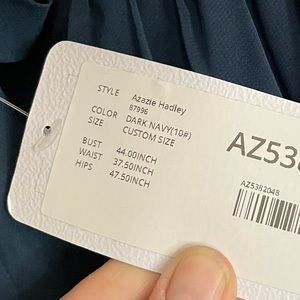 STYLE Azazie Hadley
87996
COLOR DARK NAVY(10#)
SIZE CUSTOM SIZE
BUST 44.00INCH
WAIST 37.50INCH
HIPS 47.50INCH
AZ538
AZ5382048